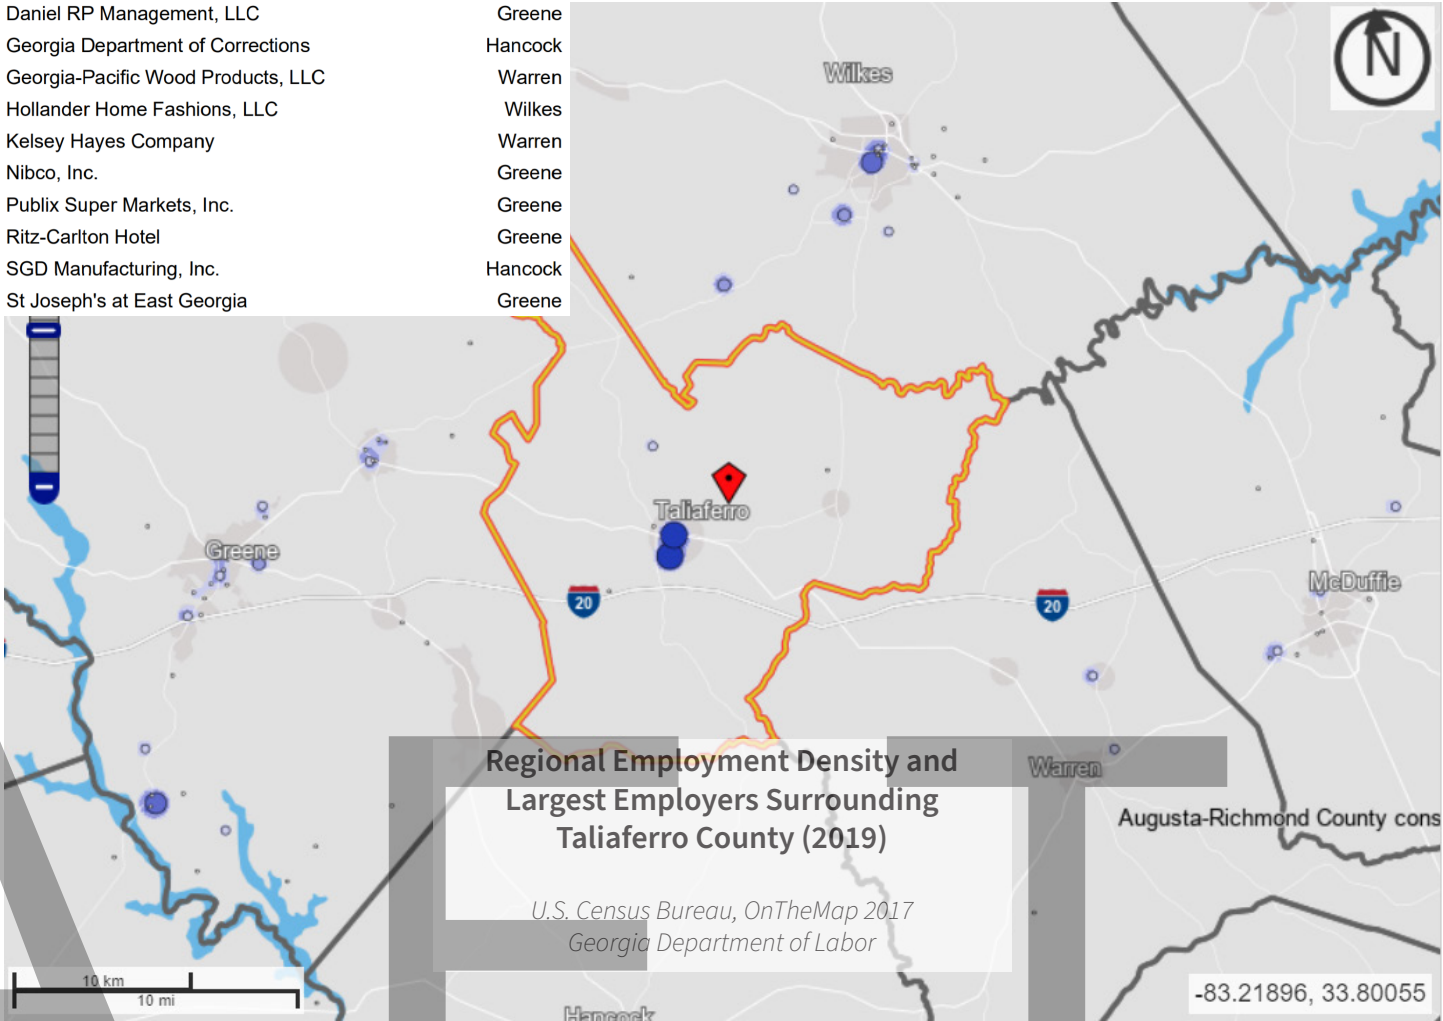 Daniel RP Management, LLC Greene
Georgia Department of Corrections Hancock
Georgia-Pacific Wood Products, LLC Warren
Hollander Home Fashions, LLC Wilkes
Kelsey Hayes Company Warren
Nibco, Inc. Greene
Publix Super Markets, Inc. Greene
Ritz-Carlton Hotel Greene
SGD Manufacturing, Inc. Hancock
St Joseph's at East Georgia Greene
N
Wilkes
Taliaferro
Greene
20
20
McDuffie
Warren
Augusta-Richmond County cons
Regional Employment Density and
Largest Employers Surrounding
Taliaferro County (2019)
U.S. Census Bureau, OnTheMap 2017
Georgia Department of Labor
10 km
10 mi
Hancock
-83.21896, 33.80055